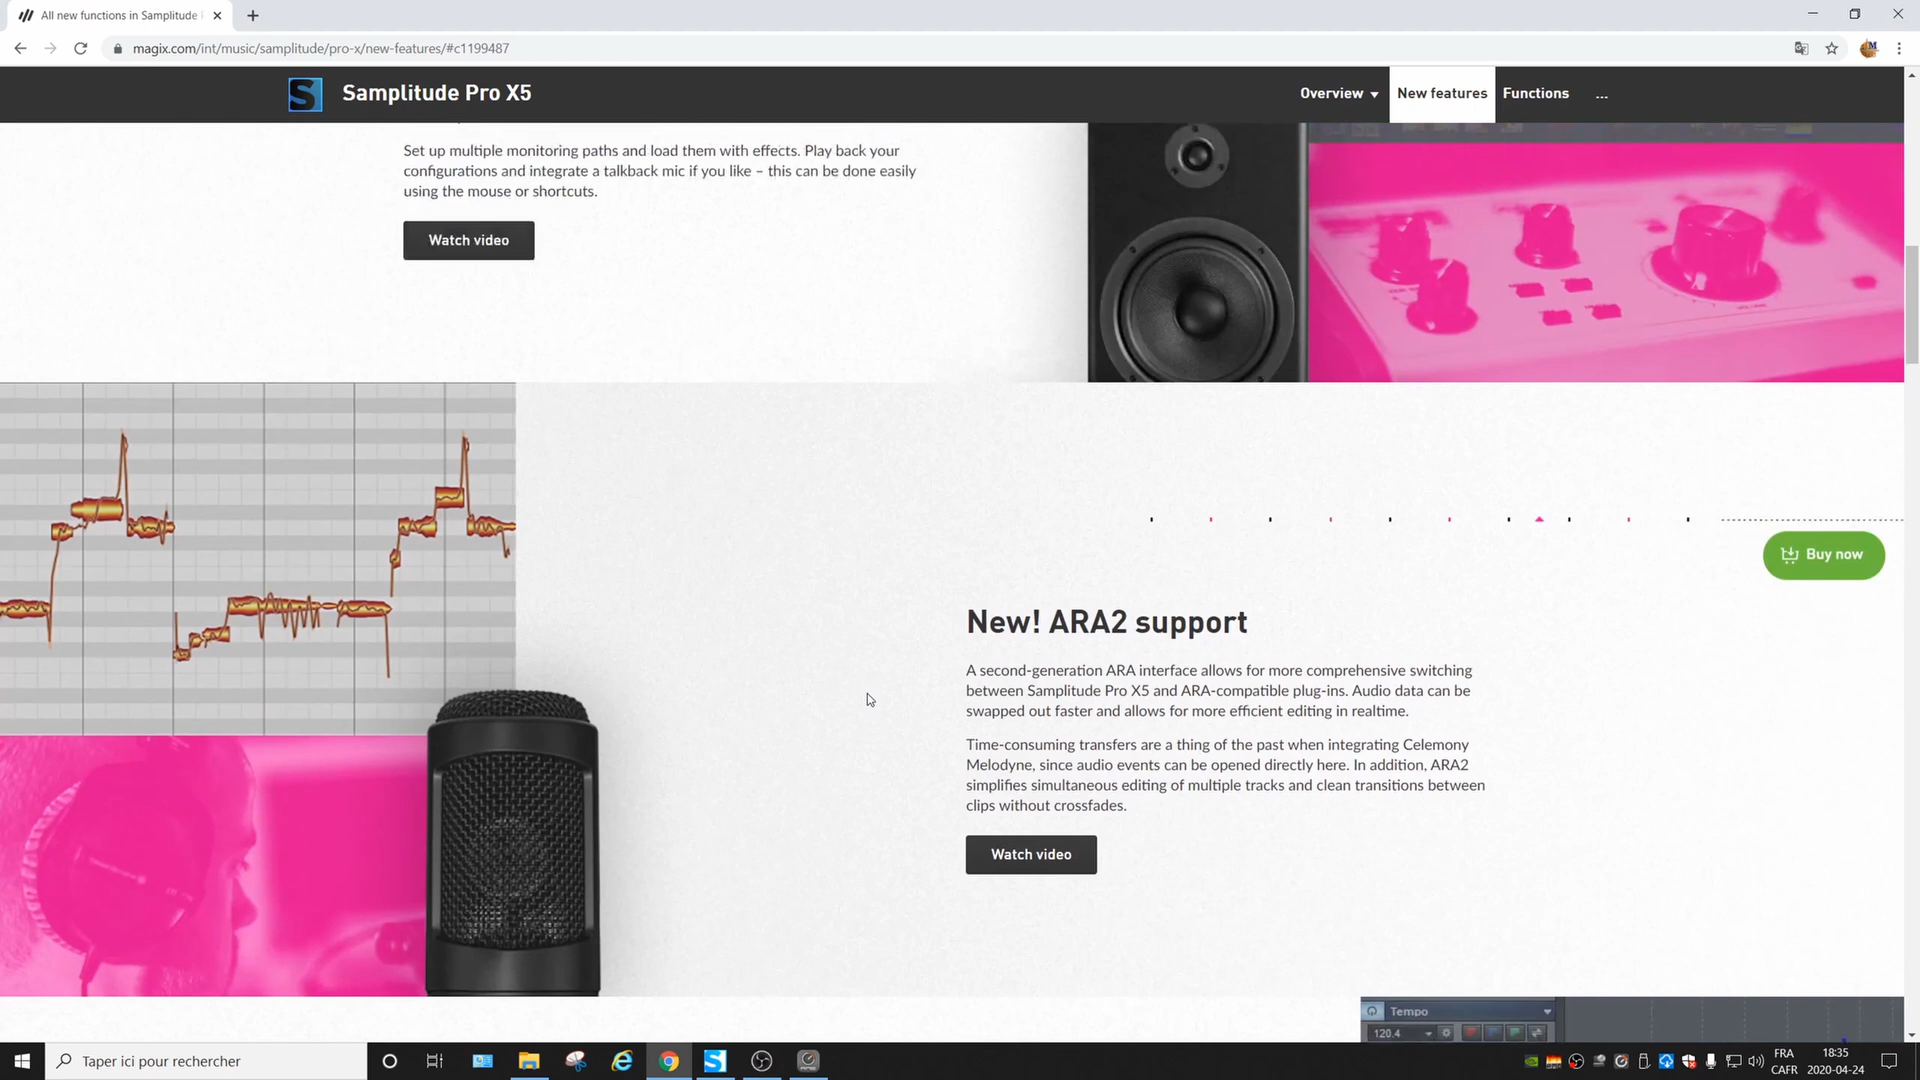 All new functions in Samplitude
magix.com/int/music/samplitude/pro-x/new-features/#c1199487
Samplitude Pro X5
Overview
New features
Functions
...
Set up multiple monitoring paths and load them with effects. Play back your
configurations and integrate a talkback mic if you like – this can be done easily
using the mouse or shortcuts.
Watch video
Buy now
New! ARA2 support
A second-generation ARA interface allows for more comprehensive switching
between Samplitude Pro X5 and ARA-compatible plug-ins. Audio data can be
swapped out faster and allows for more efficient editing in realtime.
Time-consuming transfers are a thing of the past when integrating Celemony
Melodyne, since audio events can be opened directly here. In addition, ARA2
simplifies simultaneous editing of multiple tracks and clean transitions between
clips without crossfades.
Watch video
Tempo
120.4
Taper ici pour rechercher
FRA
CAFR
18:35
2020-04-24